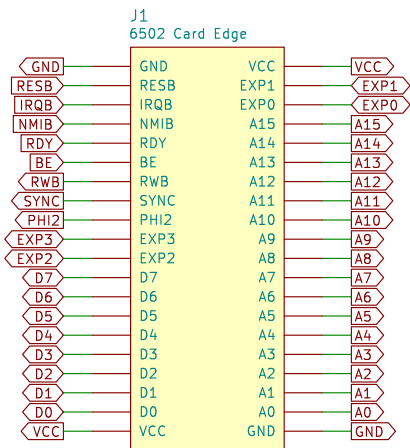 J1
6502 Card Edge
GND GND VCC VCC
RESB RESB EXP1 EXP1
IRQB IRQB EXP0 EXP0
NMIB NMIB A15 A15
RDY RDY A14 A14
BE BE A13 A13
RWB RWB A12 A12
SYNC SYNC A11 A11
PHI2 PHI2 A10 A10
EXP3 EXP3 A9 A9
EXP2 EXP2 A8 A8
D7 D7 A7 A7
D6 D6 A6 A6
D5 D5 A5 A5
D4 D4 A4 A4
D3 D3 A3 A3
D2 D2 A2 A2
D1 D1 A1 A1
D0 D0 A0 A0
VCC VCC GND GND